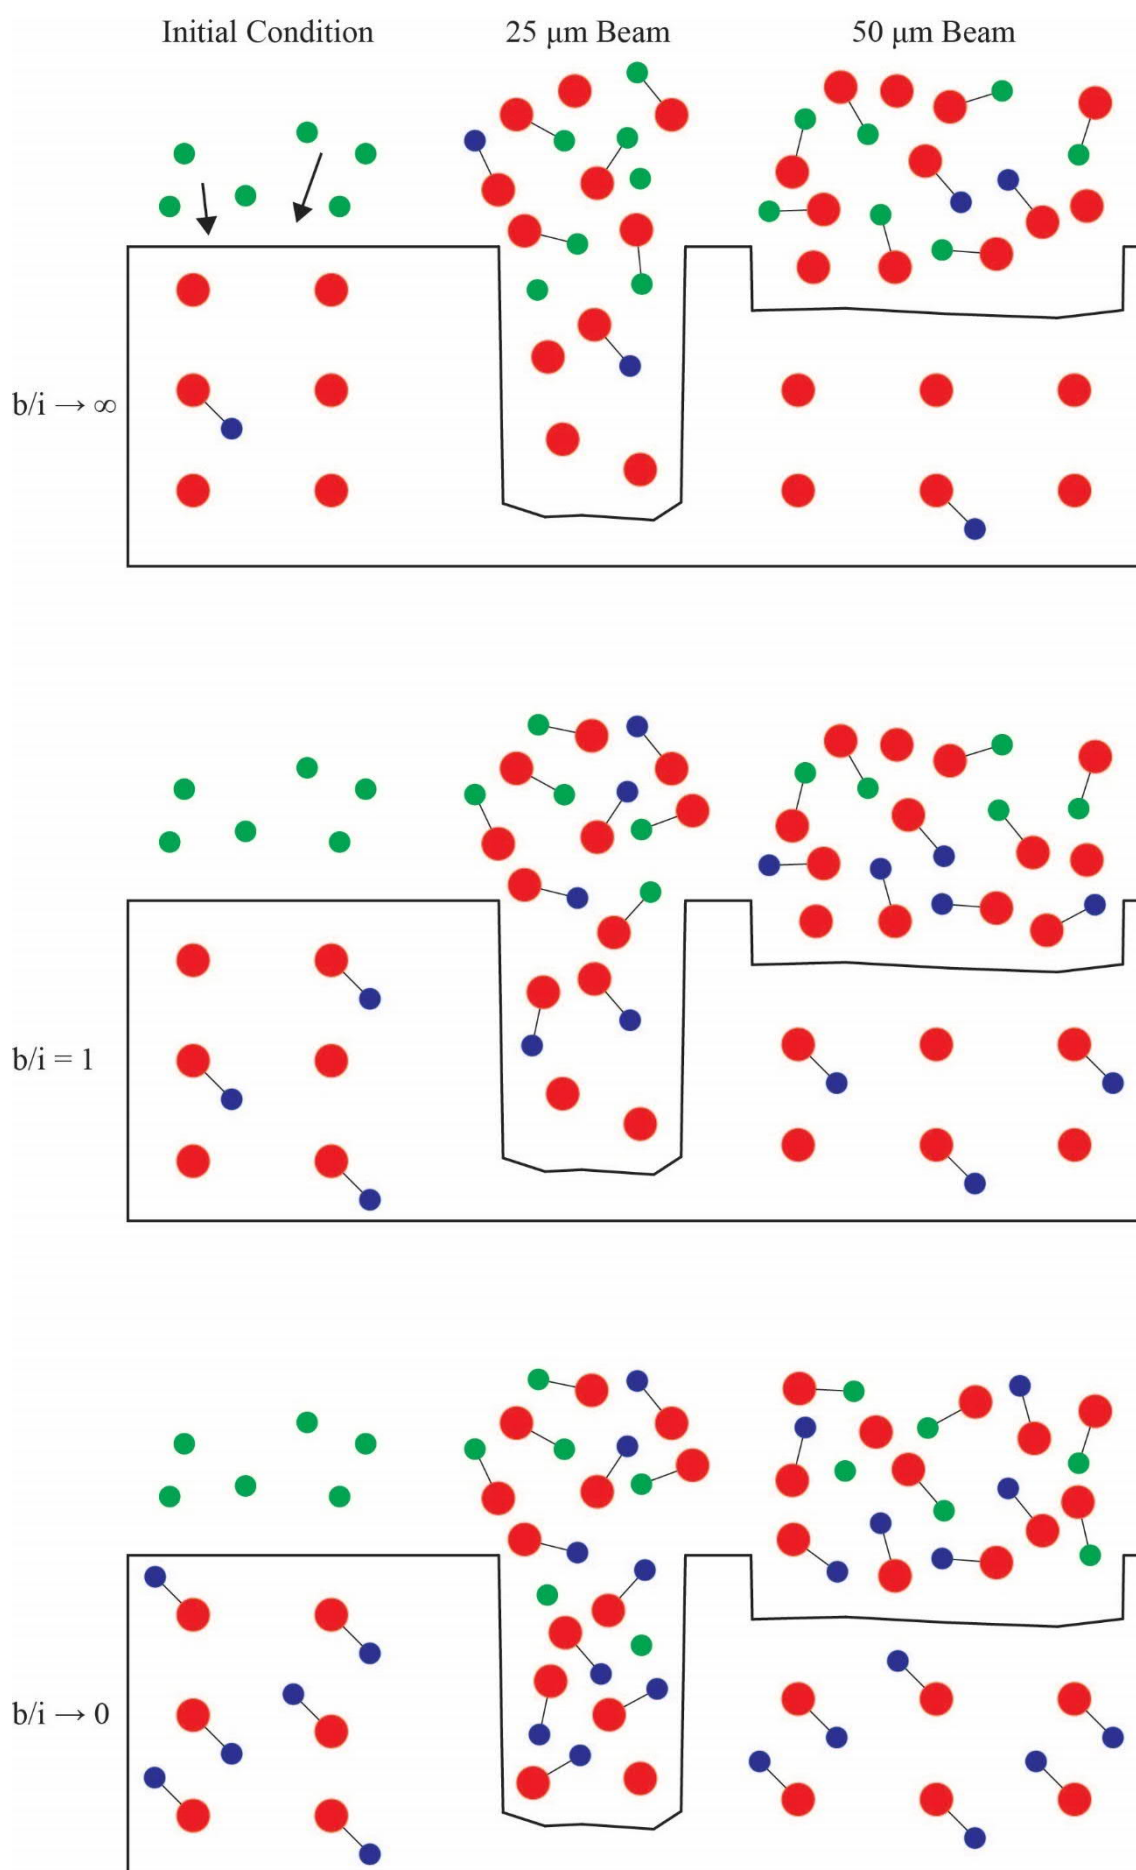 Initial Condition
25 μm Beam
50 μm Beam
b/i → ∞
b/i = 1
b/i → 0